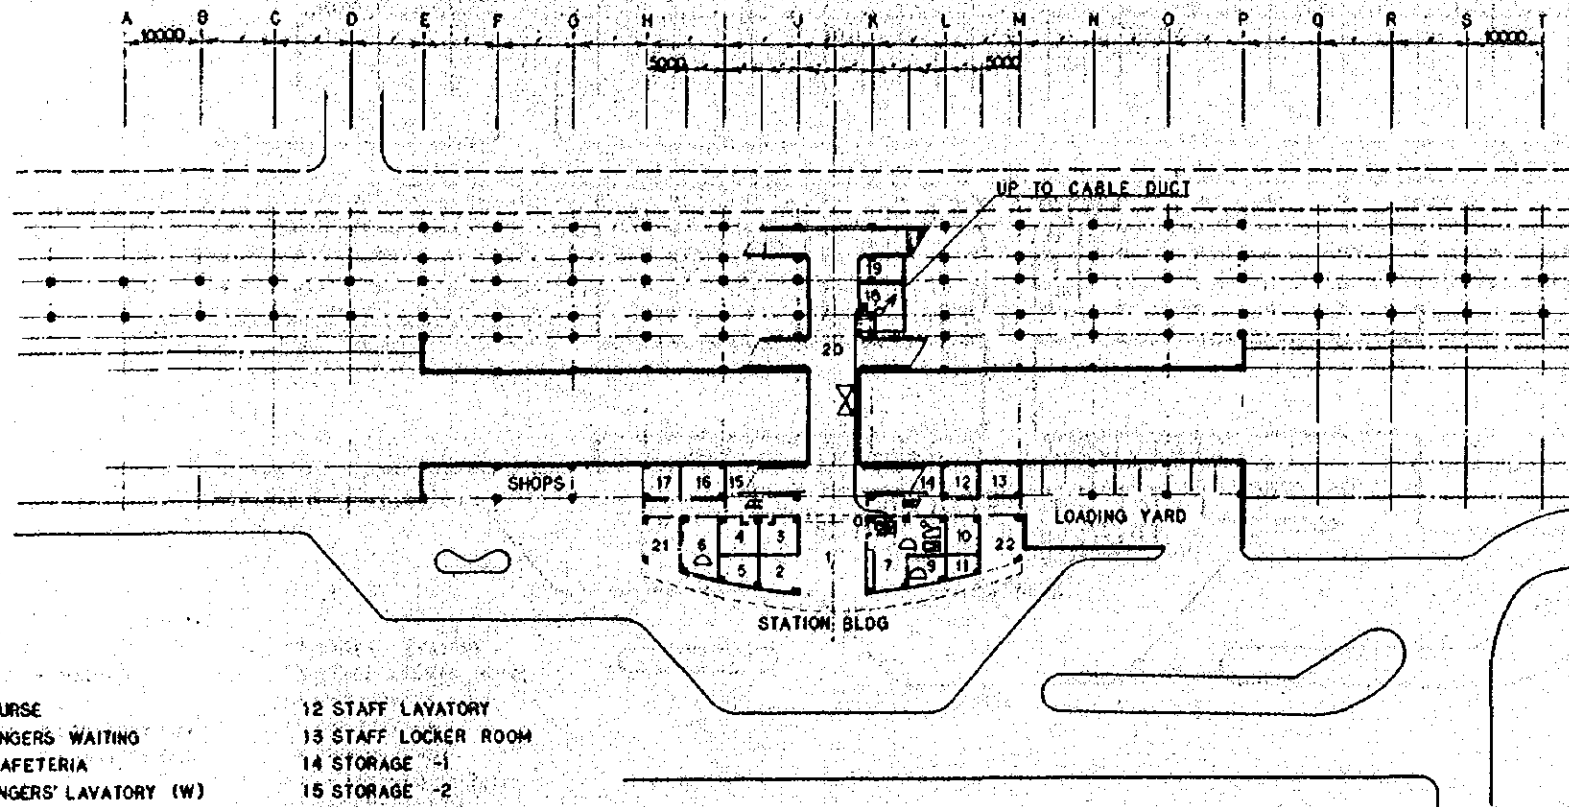 A B C D E F G H I J K L M N O P Q R S T
10000 10000
5000 5000
UP TO CABLE DUCT
19
18
20
SHOPS 17 16 15 14 12 13
LOADING YARD
21 6 4 3 1 7 10 22
5 2 9 11
STATION BLDG
URSE
NGERS WAITING
AFETERIA
NGERS' LAVATORY (W)
12 STAFF LAVATORY
13 STAFF LOCKER ROOM
14 STORAGE -1
15 STORAGE -2